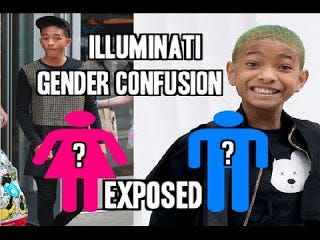 ILLUMINATI
GENDER CONFUSION
?
?
EXPOSED